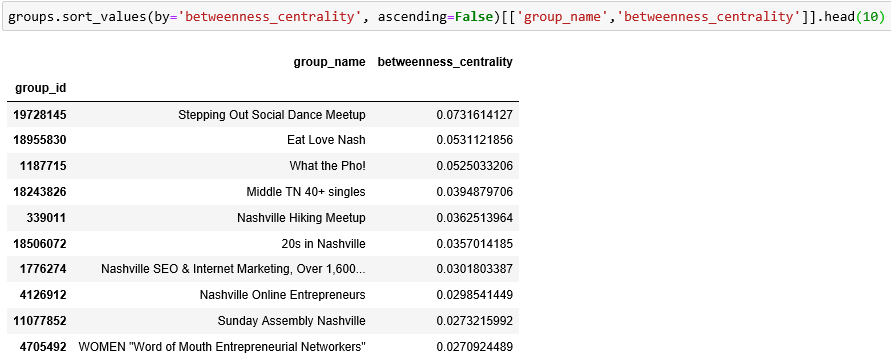 groups.sort_values(by='betweenness_centrality', ascending=False)[['group_name','betweenness_centrality']].head(10)
group_name betweenness_centrality
group_id
19728145 Stepping Out Social Dance Meetup 0.0731614127
18955830 Eat Love Nash 0.0531121856
1187715 What the Pho! 0.0525033206
18243826 Middle TN 40+ singles 0.0394879706
339011 Nashville Hiking Meetup 0.0362513964
18506072 20s in Nashville 0.0357014185
1776274 Nashville SEO & Internet Marketing, Over 1,600... 0.0301803387
4126912 Nashville Online Entrepreneurs 0.0298541449
11077852 Sunday Assembly Nashville 0.0273215992
4705492 WOMEN "Word of Mouth Entrepreneurial Networkers" 0.0270924489